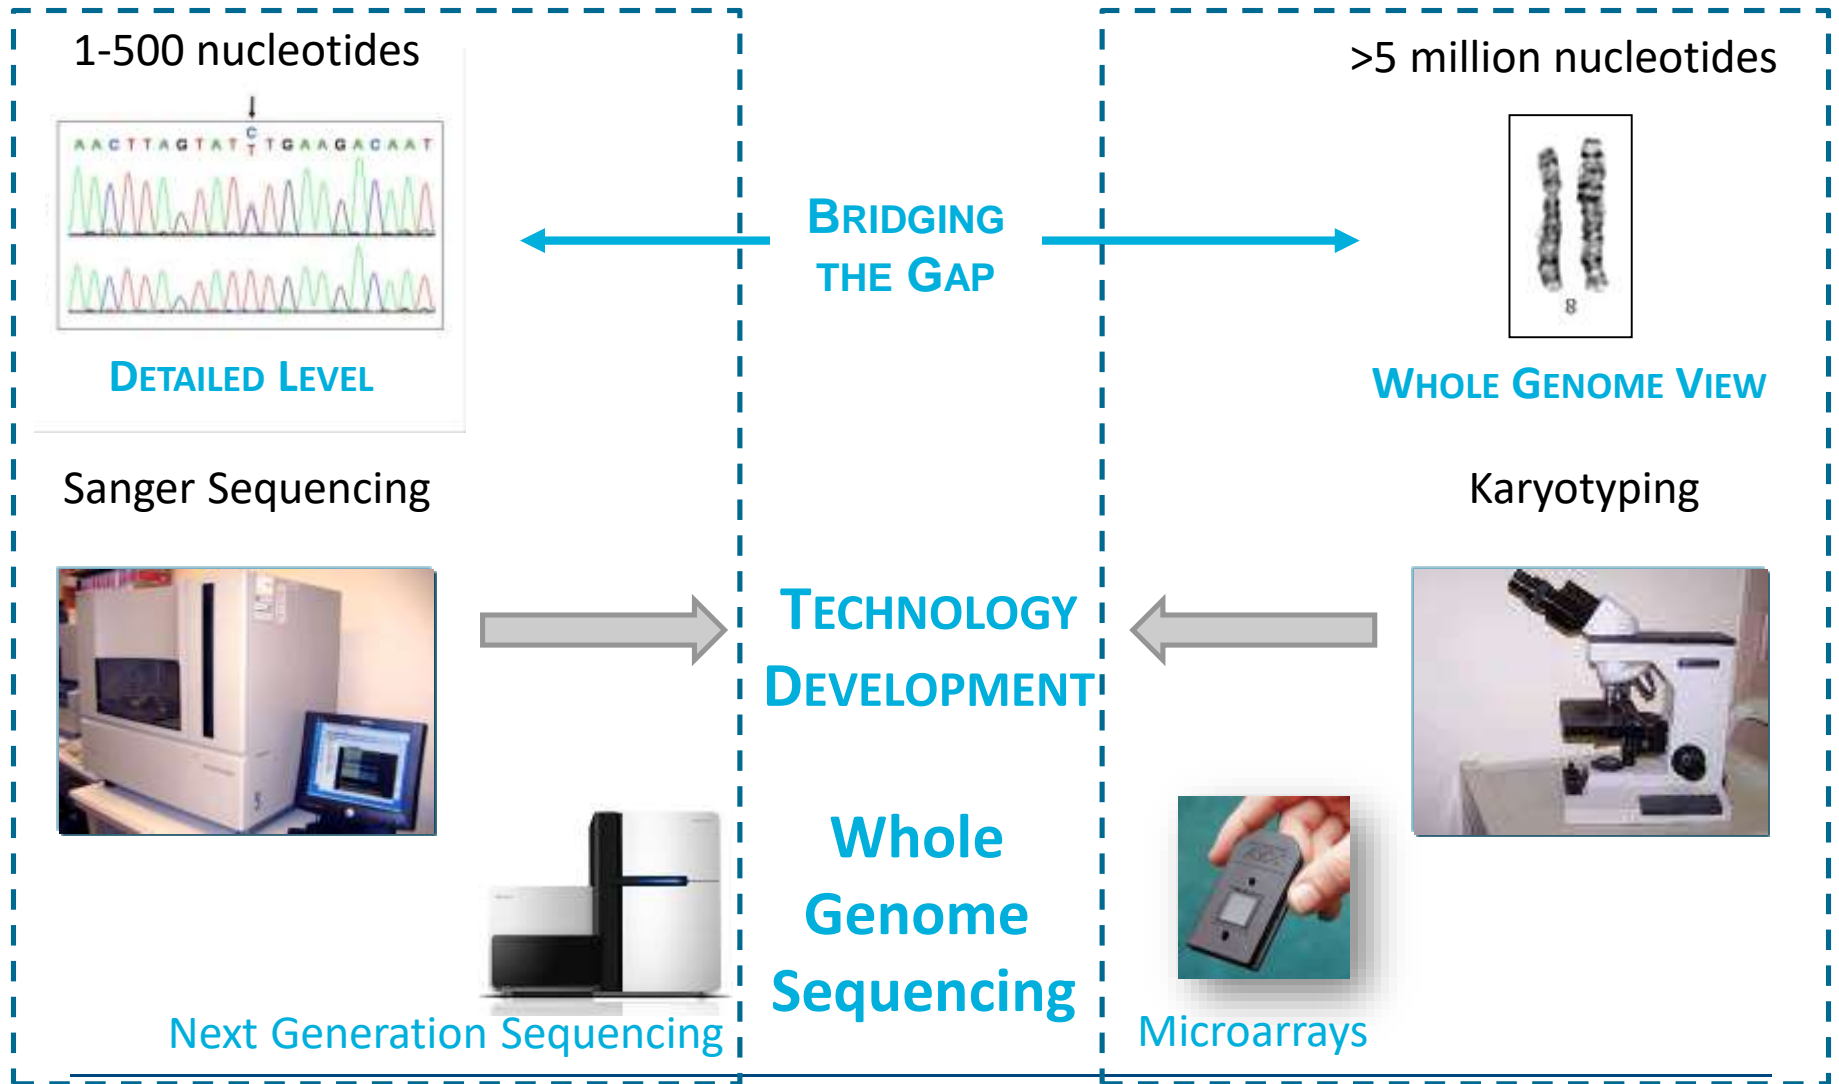 1-500 nucleotides
A A C T T A G T A T C T G A A G A C A A T
T
DETAILED LEVEL
Sanger Sequencing
Next Generation Sequencing
BRIDGING
THE GAP
TECHNOLOGY
DEVELOPMENT
Whole
Genome
Sequencing
>5 million nucleotides
8
WHOLE GENOME VIEW
Karyotyping
Microarrays